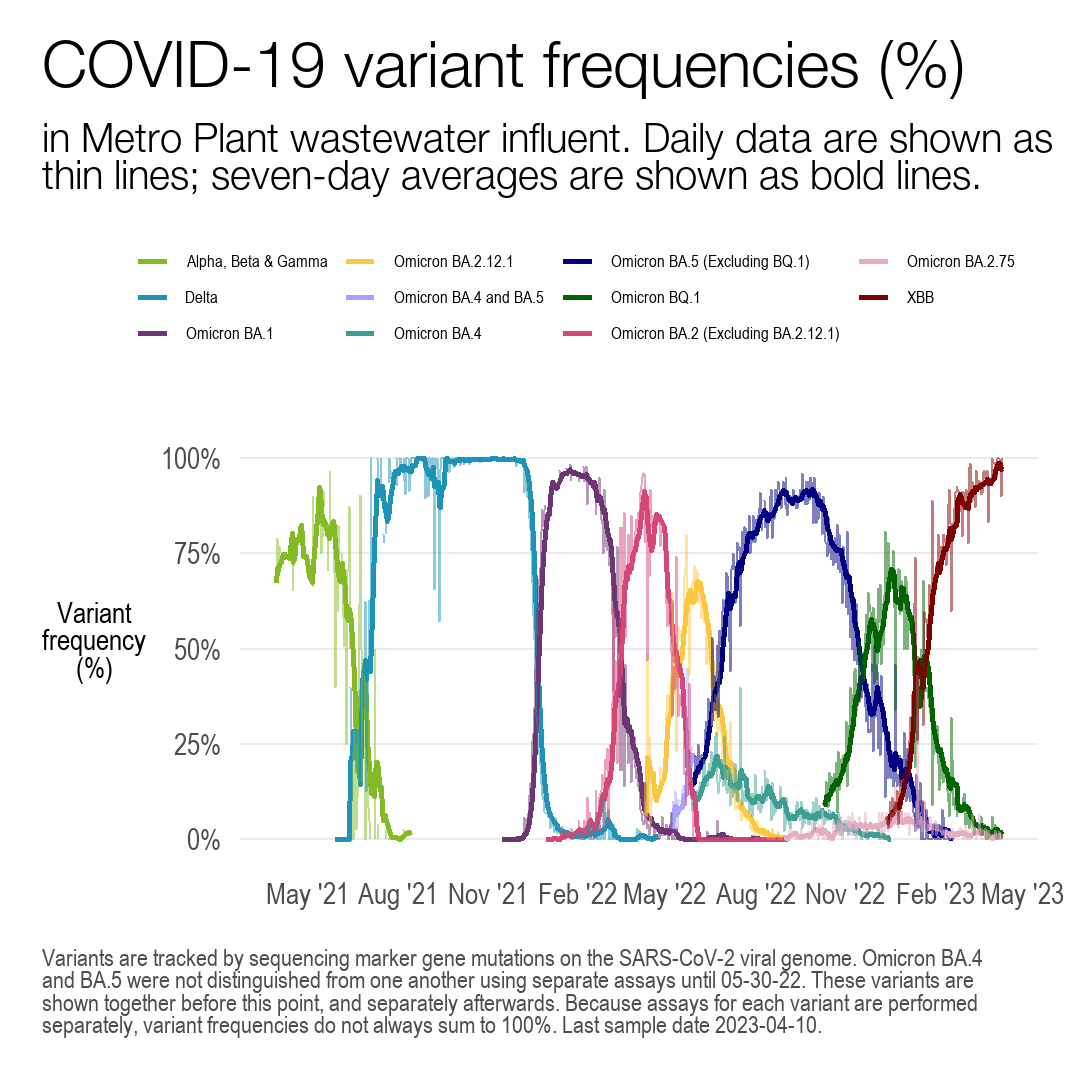 COVID-19 variant frequencies (%)
in Metro Plant wastewater influent. Daily data are shown as
thin lines; seven-day averages are shown as bold lines.
Alpha, Beta & Gamma
Omicron BA.2.12.1
Omicron BA.5 (Excluding BQ.1)
Omicron BA.2.75
Delta
Omicron BA.4 and BA.5
Omicron BQ.1
XBB
Omicron BA.1
Omicron BA.4
Omicron BA.2 (Excluding BA.2.12.1)
100%
75%
50%
25%
0%
Variant
frequency
(%)
May '21 Aug '21 Nov '21 Feb '22 May '22 Aug '22 Nov '22 Feb '23 May '23
Variants are tracked by sequencing marker gene mutations on the SARS-CoV-2 viral genome. Omicron BA.4
and BA.5 were not distinguished from one another using separate assays until 05-30-22. These variants are
shown together before this point, and separately afterwards. Because assays for each variant are performed
separately, variant frequencies do not always sum to 100%. Last sample date 2023-04-10.